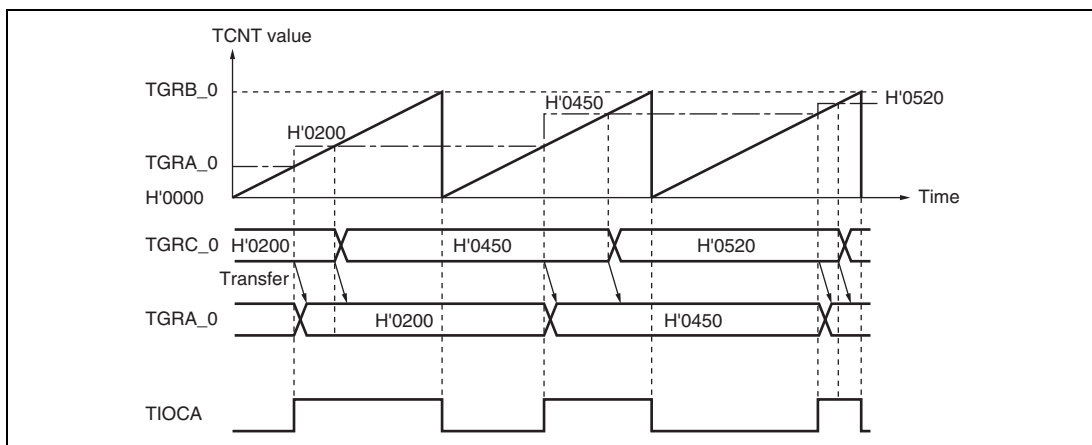 TCNT value
TGRB_0
H'0520
H'0450
H'0200
TGRA_0
H'0000
Time
TGRC_0
H'0200
H'0450
H'0520
Transfer
TGRA_0
H'0200
H'0450
TIOCA